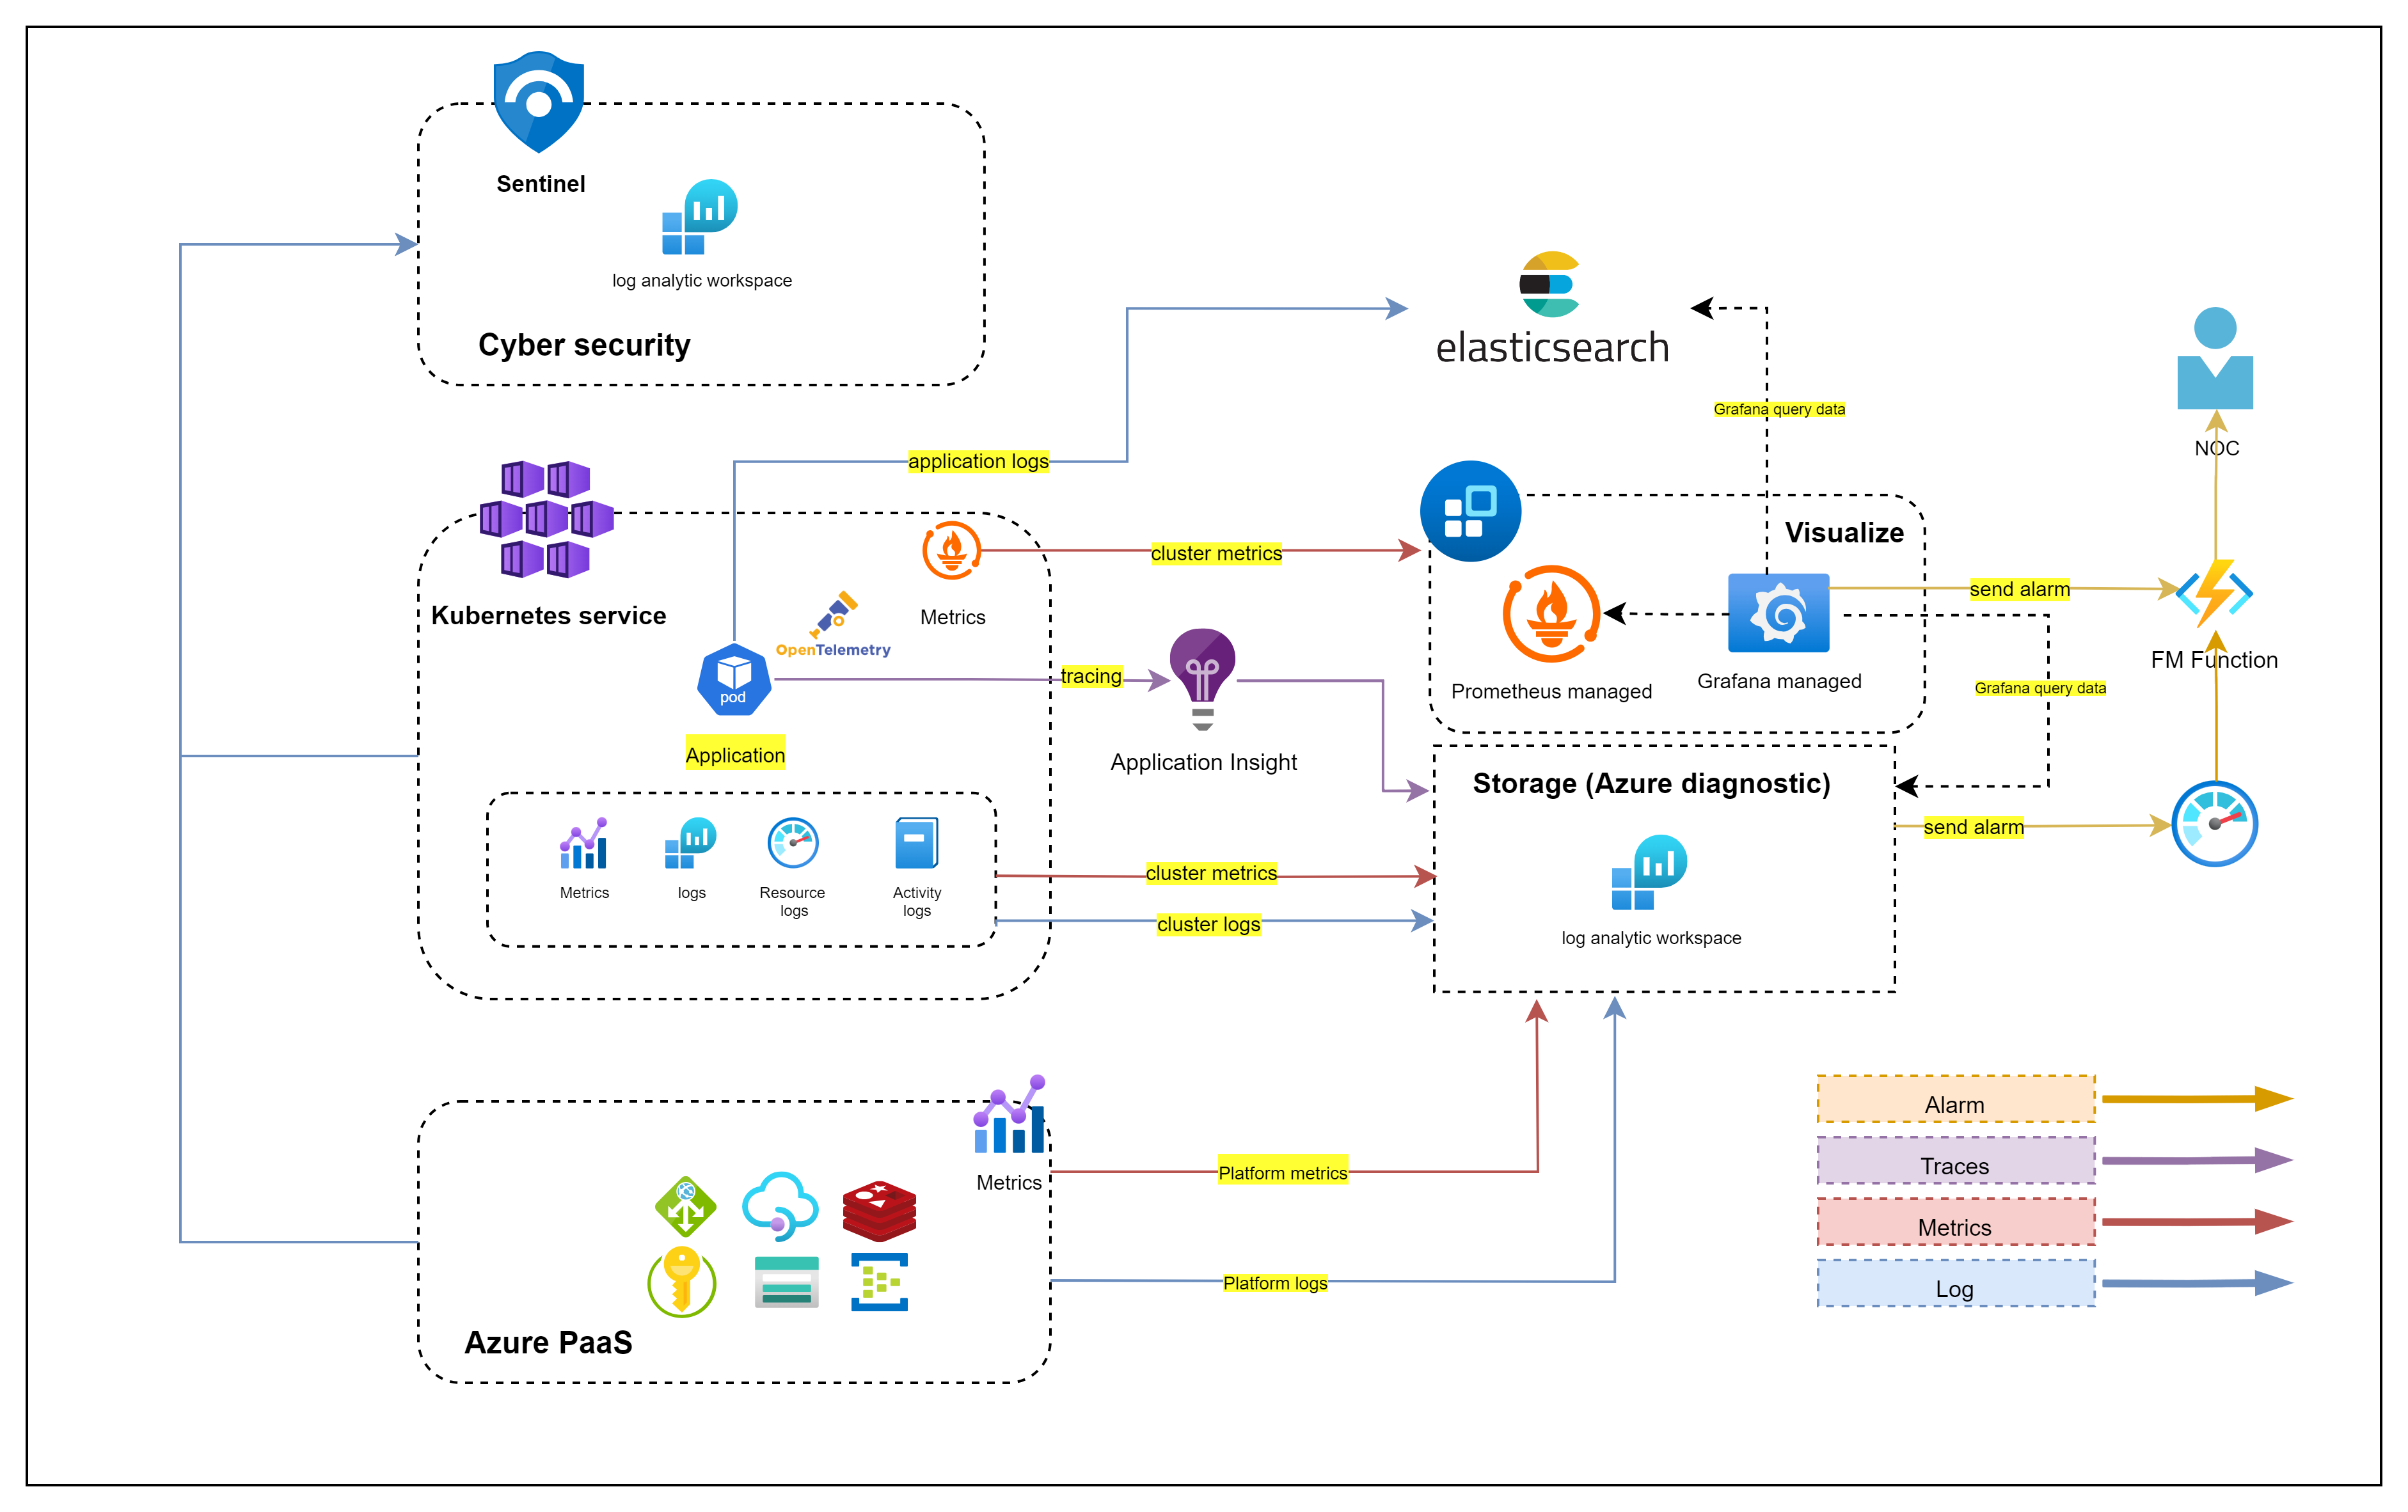 Sentinel
log analytic workspace
Cyber security
elasticsearch
Grafana query data
NOC
application logs
Kubernetes service
Metrics
cluster metrics
Visualize
OpenTelemetry
pod
Application
tracing
Application Insight
Prometheus managed
Grafana managed
send alarm
FM Function
Grafana query data
Storage (Azure diagnostic)
send alarm
Metrics
logs
Resource
logs
Activity
logs
cluster metrics
cluster logs
log analytic workspace
Metrics
Platform metrics
Platform logs
Azure PaaS
Alarm
Traces
Metrics
Log